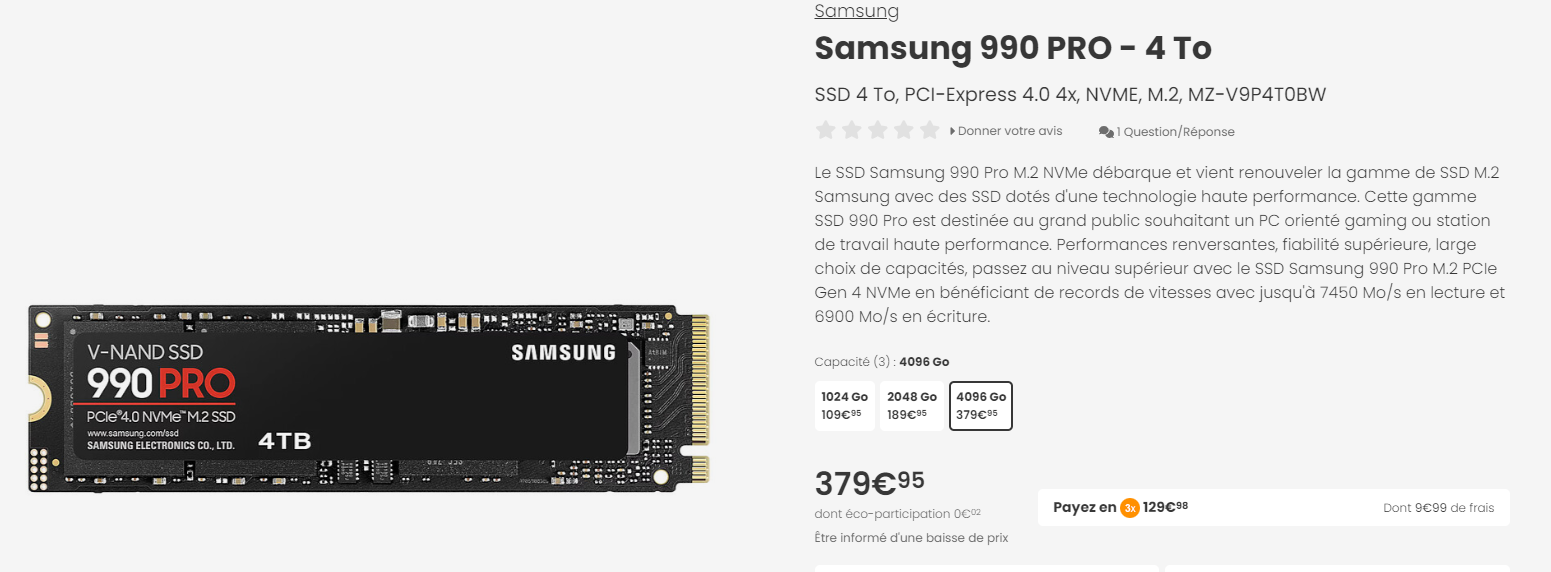 Samsung
Samsung 990 PRO - 4 To
SSD 4 To, PCI-Express 4.0 4x, NVME, M.2, MZ-V9P4T0BW
Donner votre avis
1 Question/Réponse
Le SSD Samsung 990 Pro M.2 NVMe débarque et vient renouveler la gamme de SSD M.2
Samsung avec des SSD dotés d'une technologie haute performance. Cette gamme
SSD 990 Pro est destinée au grand public souhaitant un PC orienté gaming ou station
de travail haute performance. Performances renversantes, fiabilité supérieure, large
choix de capacités, passez au niveau supérieur avec le SSD Samsung 990 Pro M.2 PCIe
Gen 4 NVMe en bénéficiant de records de vitesses avec jusqu'à 7450 Mo/s en lecture et
6900 Mo/s en écriture.
Capacité (3) : 4096 Go
1024 Go
109€95
2048 Go
189€95
4096 Go
379€95
379€95
dont éco-participation 0€02
Être informé d'une baisse de prix
Payez en 3x 129€98
Dont 9€99 de frais
V-NAND SSD
990 PRO
PCIe®4.0 NVMe™ M.2 SSD
www.samsung.com/ssd
SAMSUNG ELECTRONICS CO., LTD.
4TB
SAMSUNG